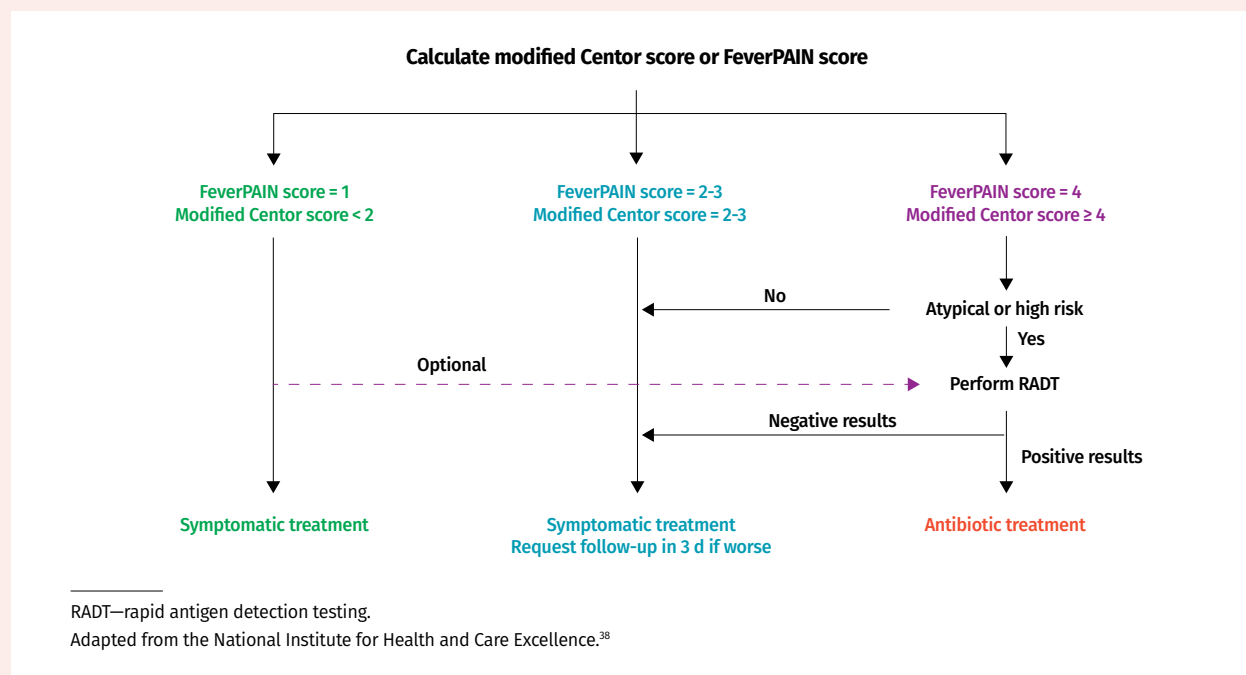 Calculate modified Centor score or FeverPAIN score
FeverPAIN score = 1
Modified Centor score < 2
FeverPAIN score = 2-3
Modified Centor score = 2-3
FeverPAIN score = 4
Modified Centor score ≥ 4
No
Atypical or high risk
Yes
Optional
Perform RADT
Negative results
Positive results
Symptomatic treatment
Symptomatic treatment
Request follow-up in 3 d if worse
Antibiotic treatment
RADT—rapid antigen detection testing.
Adapted from the National Institute for Health and Care Excellence.³⁸